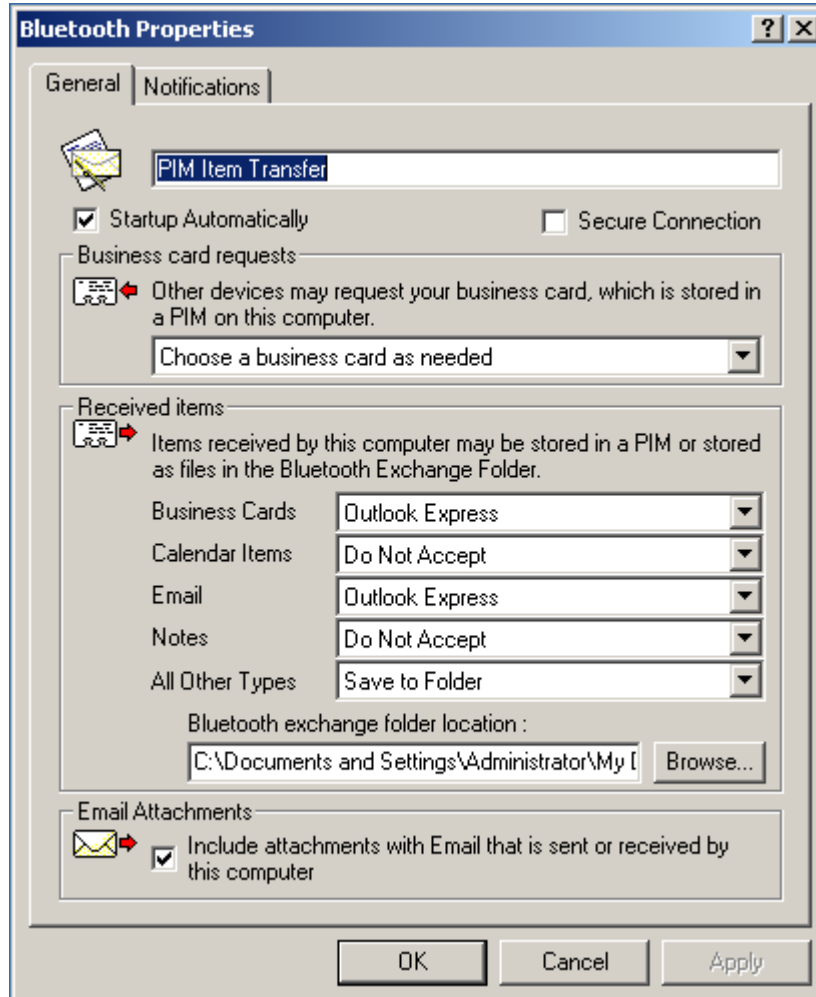 Bluetooth Properties
General
Notifications
PIM Item Transfer
Startup Automatically
Secure Connection
Business card requests
Other devices may request your business card, which is stored in
a PIM on this computer.
Choose a business card as needed
Received items
Items received by this computer may be stored in a PIM or stored
as files in the Bluetooth Exchange Folder.
Business Cards
Outlook Express
Calendar Items
Do Not Accept
Email
Outlook Express
Notes
Do Not Accept
All Other Types
Save to Folder
Bluetooth exchange folder location :
C:\Documents and Settings\Administrator\My D
Browse...
Email Attachments
Include attachments with Email that is sent or received by
this computer
OK
Cancel
Apply